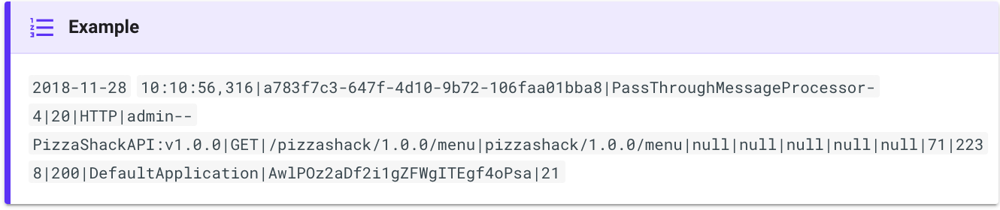 Example
2018-11-28 10:10:56,316|a783f7c3-647f-4d10-9b72-106faa01bba8|PassThroughMessageProcessor-
4|20|HTTP|admin--
PizzaShackAPI:v1.0.0|GET|/pizzashack/1.0.0/menu|pizzashack/1.0.0/menu|null|null|null|null|null|71|223
8|200|DefaultApplication|AwlPOz2aDf2i1gZFWgITEgf4oPsa|21